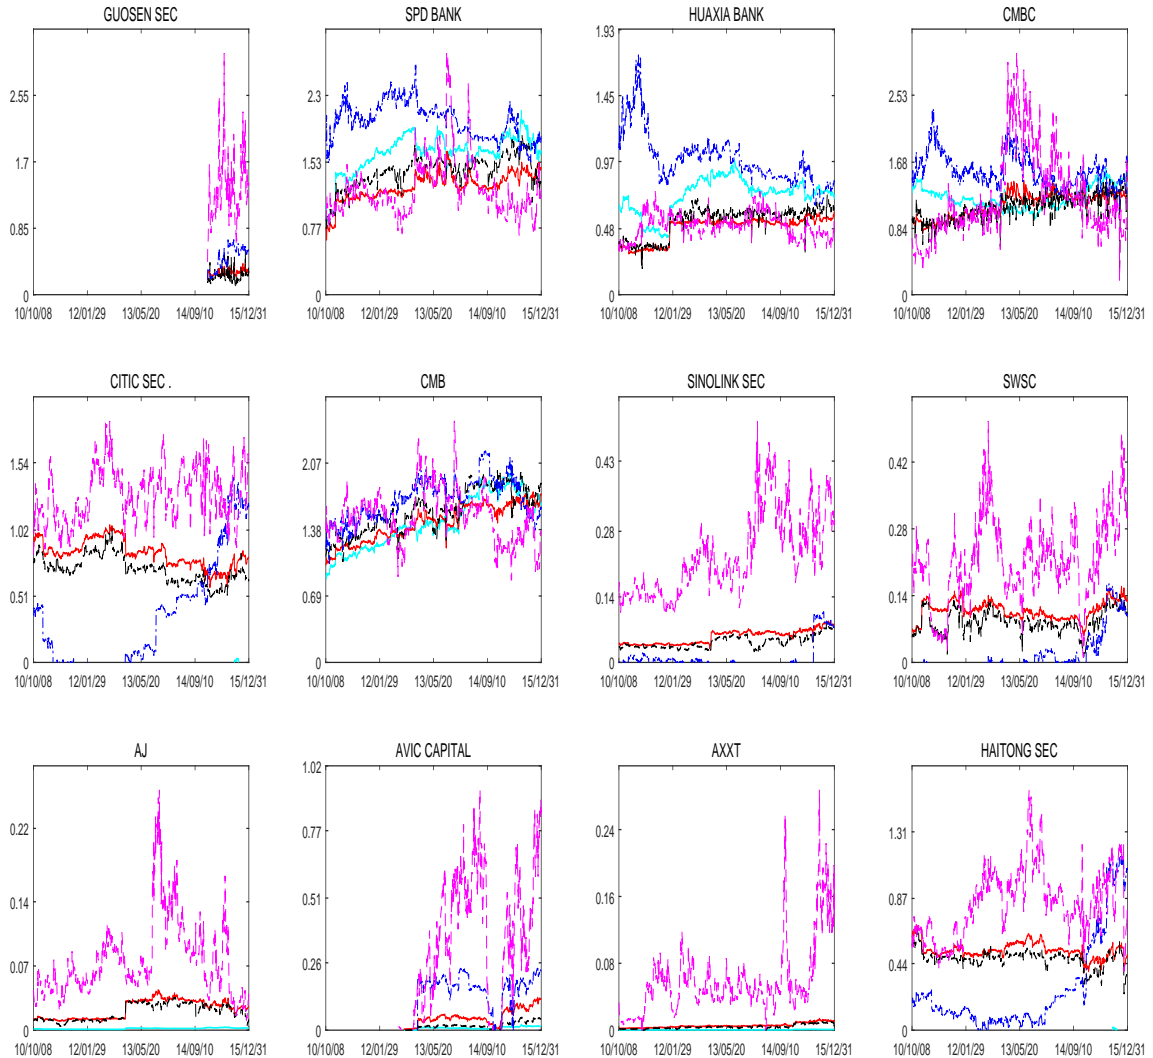 GUOSEN SEC
2.55
1.7
0.85
0
10/10/08 12/01/29 13/05/20 14/09/10 15/12/31
SPD BANK
2.3
1.53
0.77
0
10/10/08 12/01/29 13/05/20 14/09/10 15/12/31
HUAXIA BANK
1.93
1.45
0.97
0.48
0
10/10/08 12/01/29 13/05/20 14/09/10 15/12/31
CMBC
2.53
1.68
0.84
0
10/10/08 12/01/29 13/05/20 14/09/10 15/12/31
CITIC SEC .
1.54
1.02
0.51
0
10/10/08 12/01/29 13/05/20 14/09/10 15/12/31
CMB
2.07
1.38
0.69
0
10/10/08 12/01/29 13/05/20 14/09/10 15/12/31
SINOLINK SEC
0.43
0.28
0.14
0
10/10/08 12/01/29 13/05/20 14/09/10 15/12/31
SWSC
0.42
0.28
0.14
0
10/10/08 12/01/29 13/05/20 14/09/10 15/12/31
AJ
0.22
0.14
0.07
0
10/10/08 12/01/29 13/05/20 14/09/10 15/12/31
AVIC CAPITAL
1.02
0.77
0.51
0.26
0
10/10/08 12/01/29 13/05/20 14/09/10 15/12/31
AXXT
0.24
0.16
0.08
0
10/10/08 12/01/29 13/05/20 14/09/10 15/12/31
HAITONG SEC
1.31
0.87
0.44
0
10/10/08 12/01/29 13/05/20 14/09/10 15/12/31